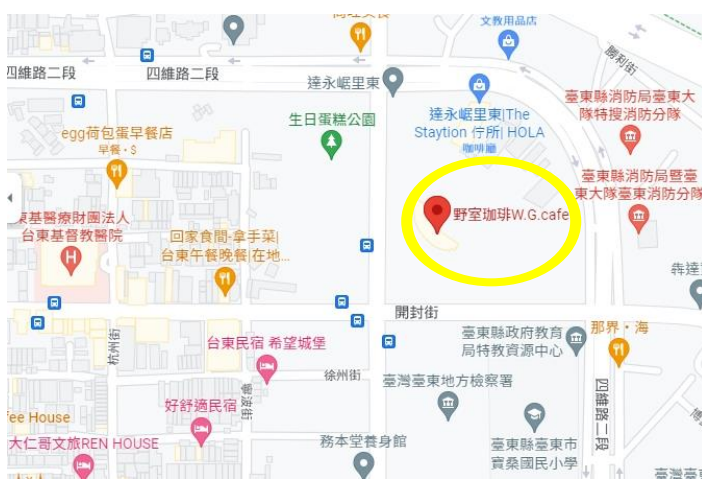 文教用品店
勝利街
四維路二段
四維路二段
達永崌里東
臺東縣消防局臺東大
隊特搜消防分隊
生日蛋糕公園
達永崌里東|The
Staytion 佇所| HOLA
咖啡廳
egg荷包蛋早餐店
早餐・$
臺東縣消防局暨臺
東大隊臺東消防分隊
野室珈琲W.G.cafe
東基醫療財團法人
台東基督教醫院
回家食間-拿手菜|
台東午餐晚餐|在地...
H
開封街
杭州街
台東民宿 希望城堡
臺東縣政府教育
局特教資源中心
那界・海
徐州街
寧波街
臺灣臺東地方檢察署
四維路二段
好舒適民宿
ee House
大仁哥文旅REN HOUSE
務本堂養身館
臺東縣臺東市
寶桑國民小學